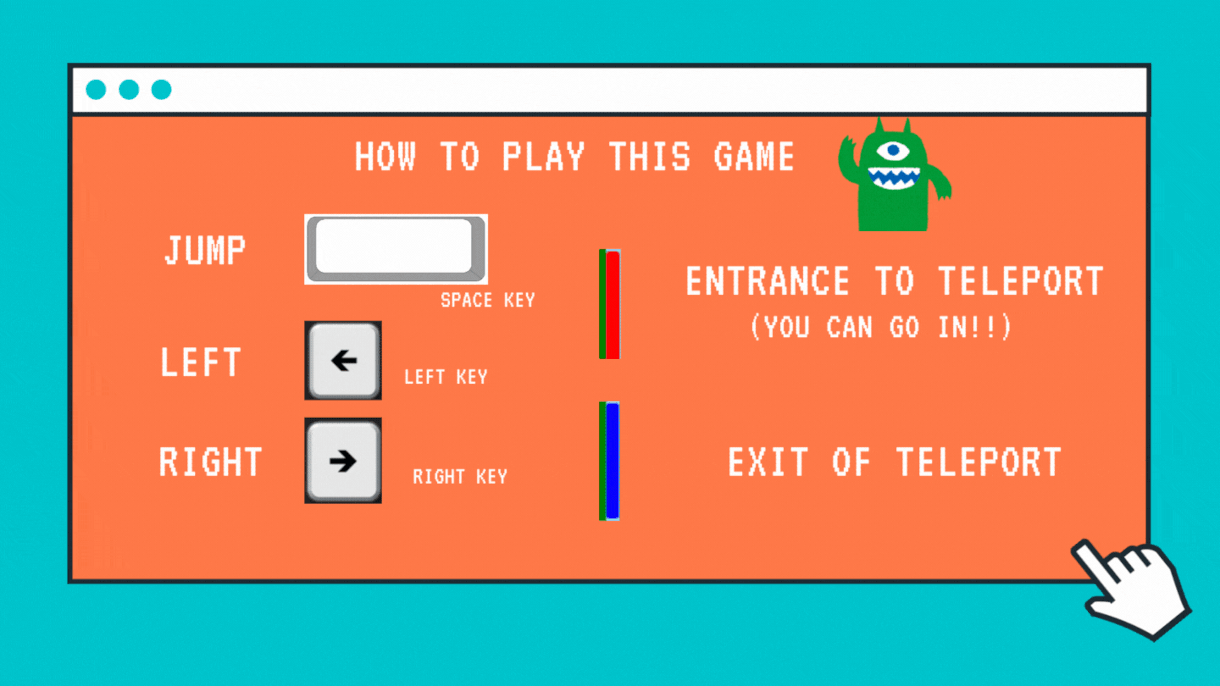 HOW TO PLAY THIS GAME
JUMP
SPACE KEY
LEFT
LEFT KEY
RIGHT
RIGHT KEY
ENTRANCE TO TELEPORT
(YOU CAN GO IN!!)
EXIT OF TELEPORT